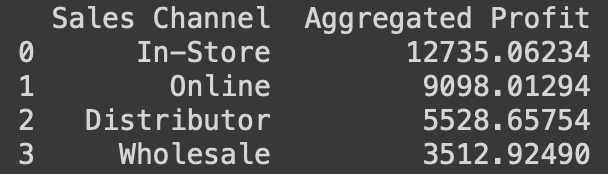 Sales Channel  Aggregated Profit
0 In-Store 12735.06234
1 Online 9098.01294
2 Distributor 5528.65754
3 Wholesale 3512.92490